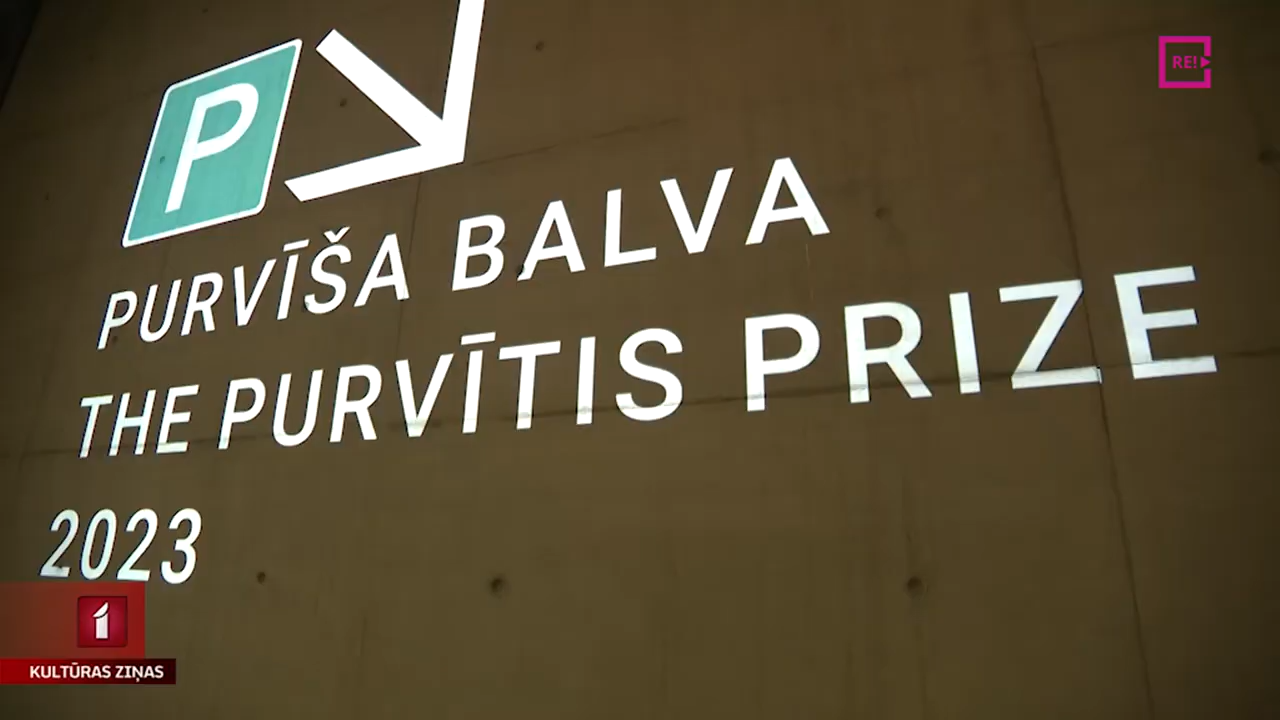 RE!
P
PURVĪŠA BALVA
THE PURVĪTIS PRIZE
2023
1
KULTŪRAS ZIŅAS